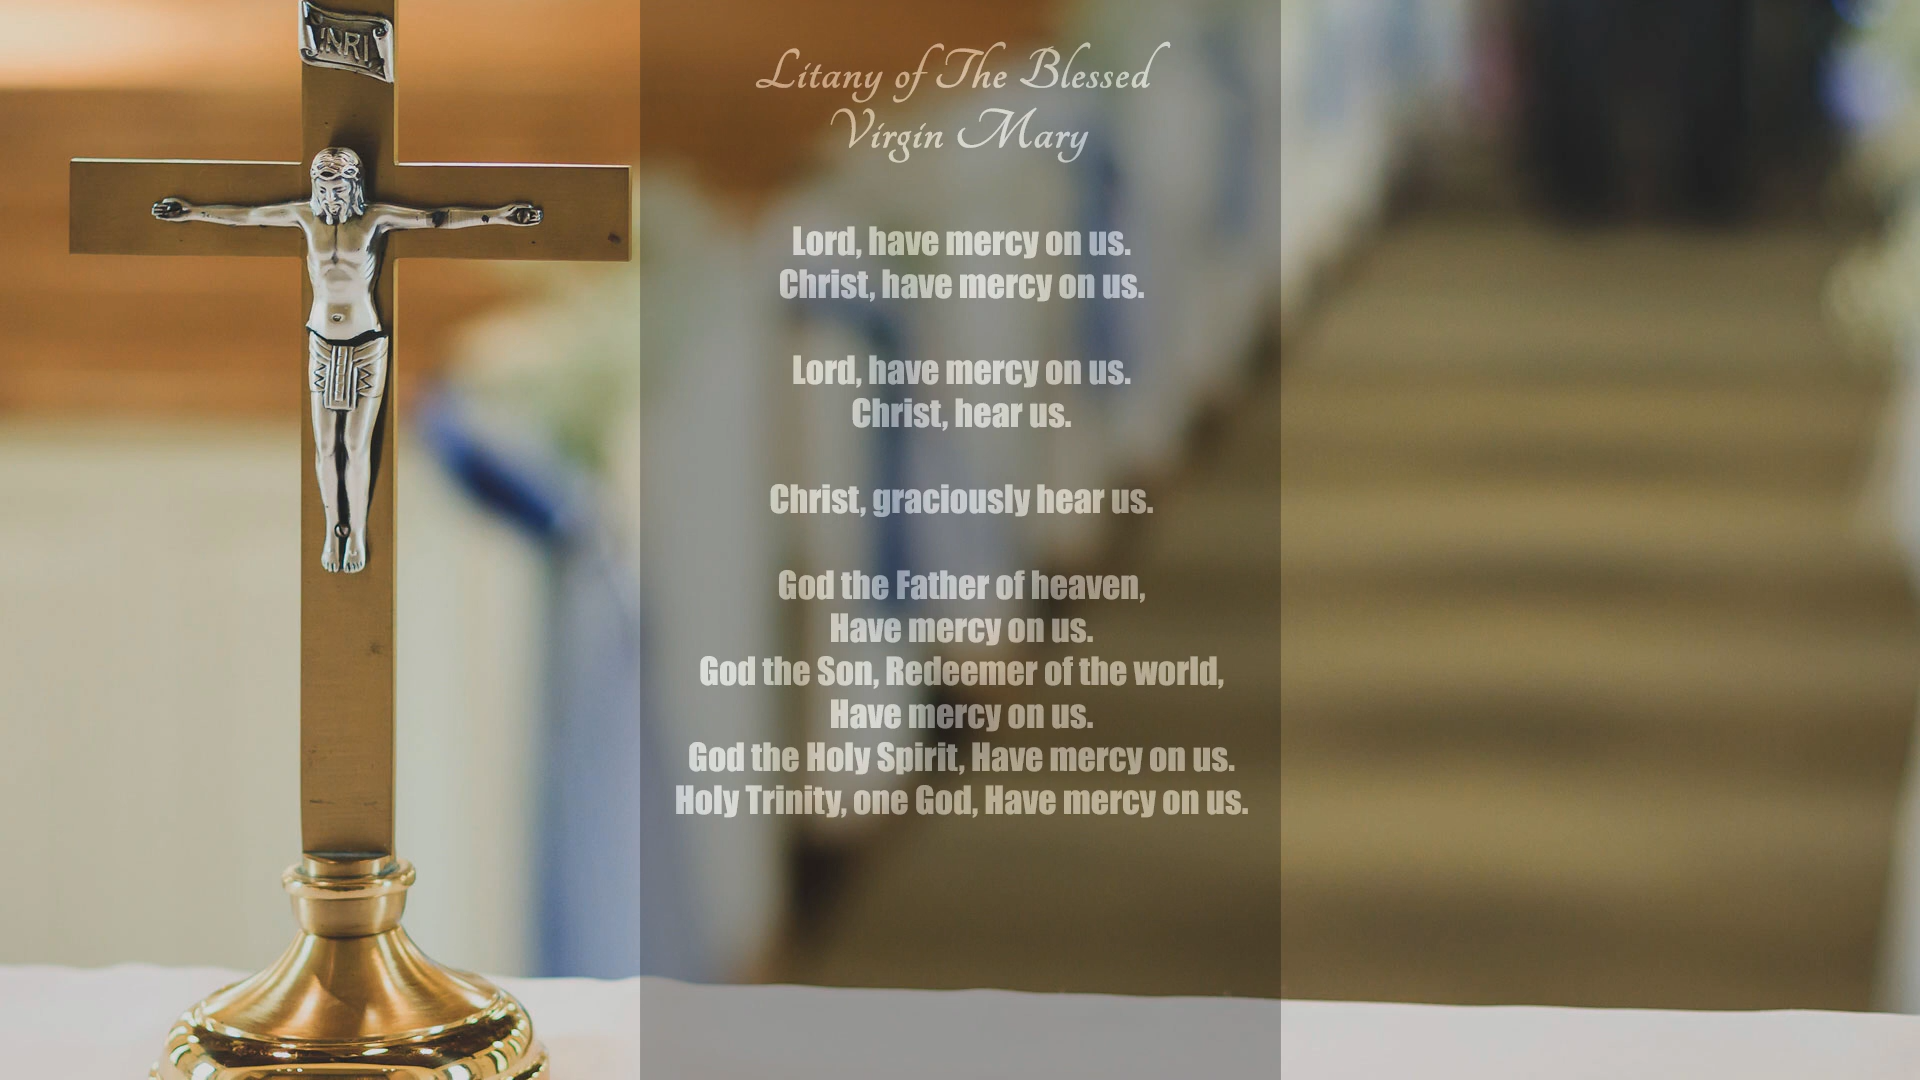 INRI
Litany of The Blessed
Virgin Mary
Lord, have mercy on us.
Christ, have mercy on us.
Lord, have mercy on us.
Christ, hear us.
Christ, graciously hear us.
God the Father of heaven,
Have mercy on us.
God the Son, Redeemer of the world,
Have mercy on us.
God the Holy Spirit, Have mercy on us.
Holy Trinity, one God, Have mercy on us.